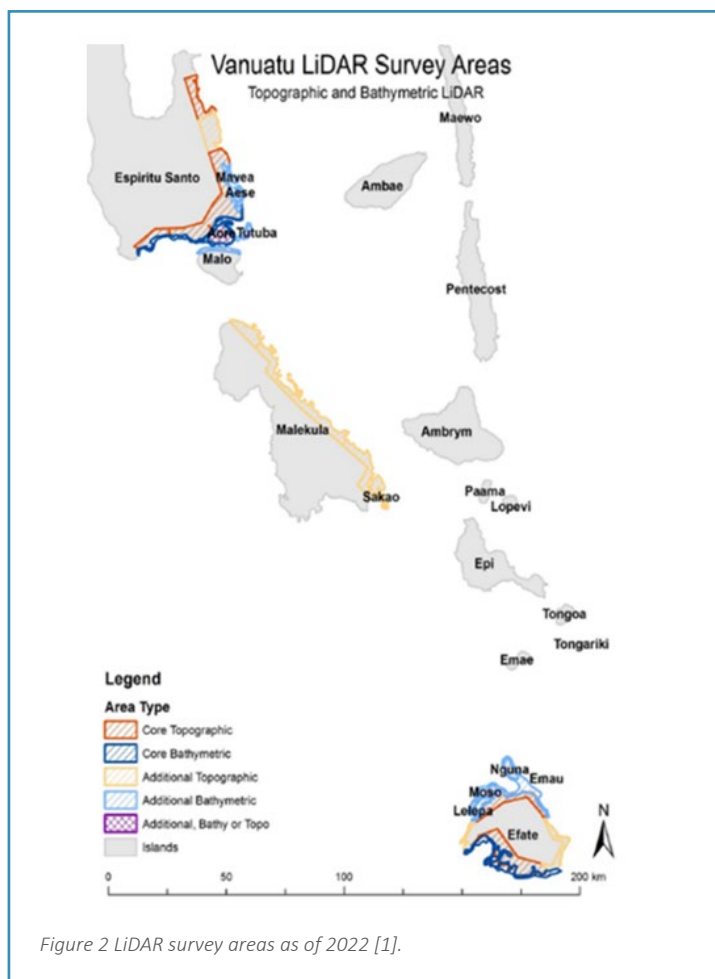 Vanuatu LiDAR Survey Areas
Topographic and Bathymetric LiDAR
Maewo
Espiritu Santo
Mavea
Aese
Ambae
Aore
Tutuba
Malo
Pentecost
Malekula
Ambrym
Sakao
Paama
Lopevi
Epi
Tongoa
Tongariki
Emae
Legend
Area Type
Core Topographic
Core Bathymetric
Additional Topographic
Additional Bathymetric
Additional, Bathy or Topo
Islands
Nguna
Emau
Moso
Lelepa
Efate
N
0 50 100 200 km
Figure 2 LiDAR survey areas as of 2022 [1].